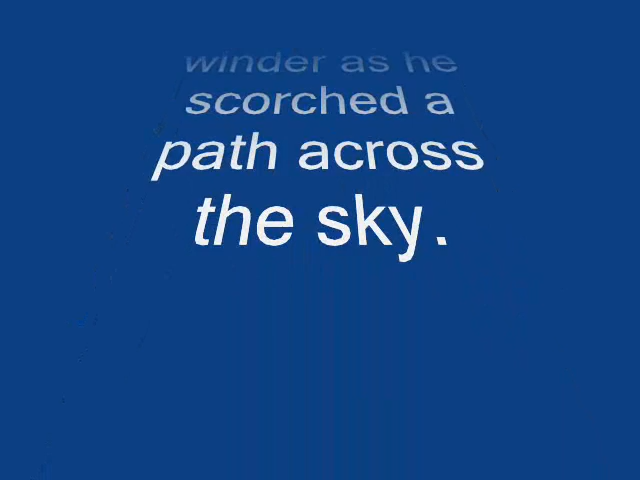 winder as he
scorched a
path across
the sky.